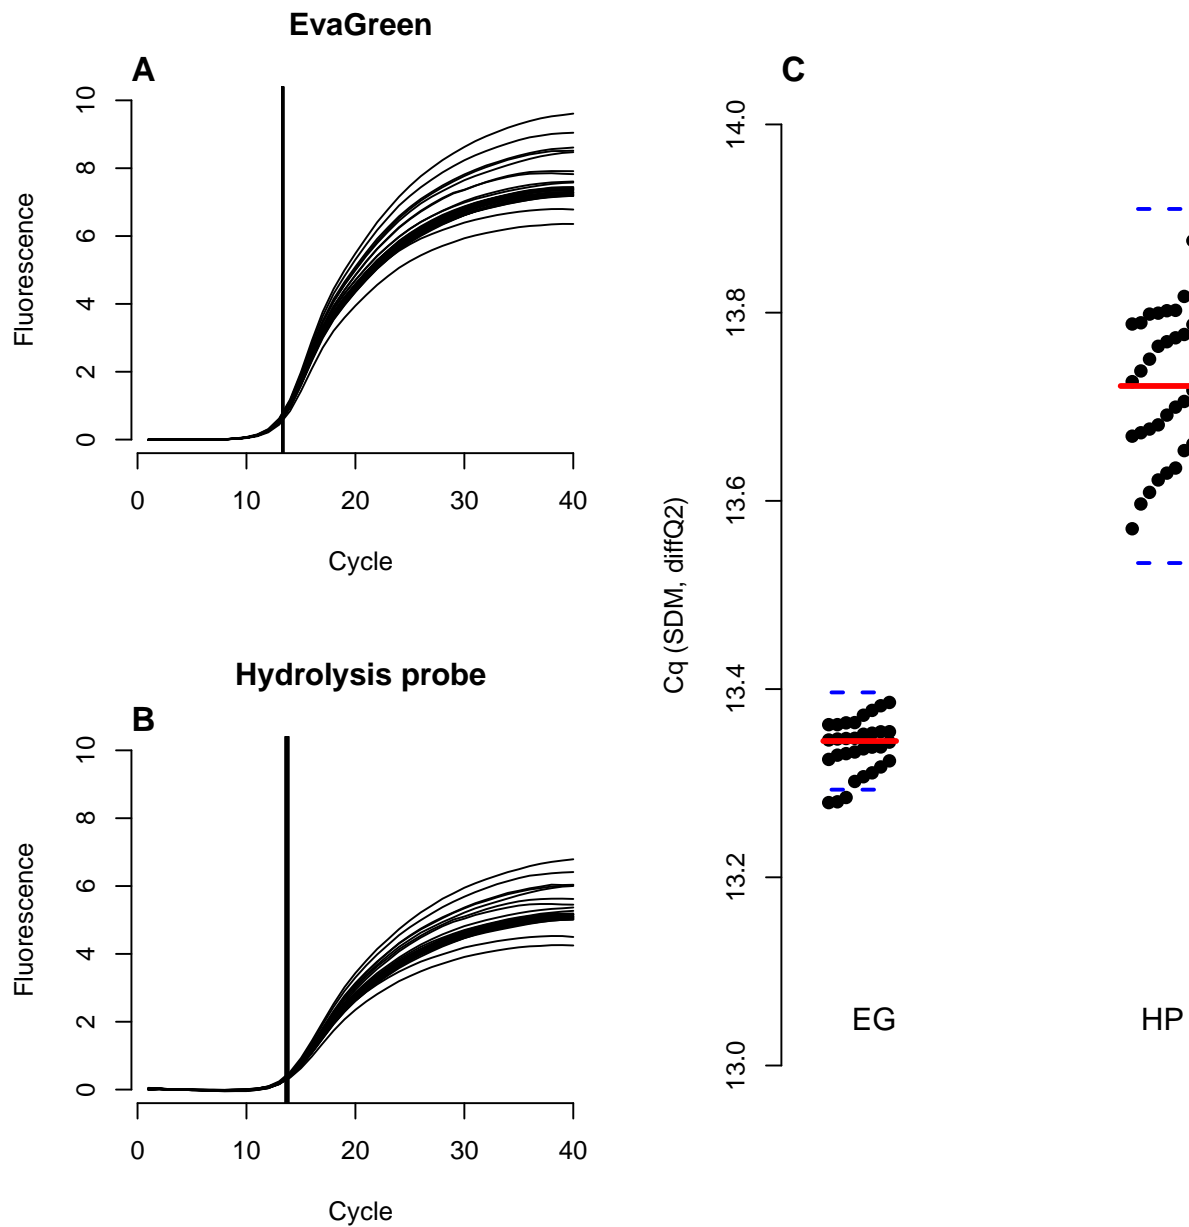 EvaGreen
A
Fluorescence
0 2 4 6 8 10
0 10 20 30 40
Cycle
Hydrolysis probe
B
Fluorescence
0 2 4 6 8 10
0 10 20 30 40
Cycle
C
Cq (SDM, diffQ2)
13.0 13.2 13.4 13.6 13.8 14.0
EG HP